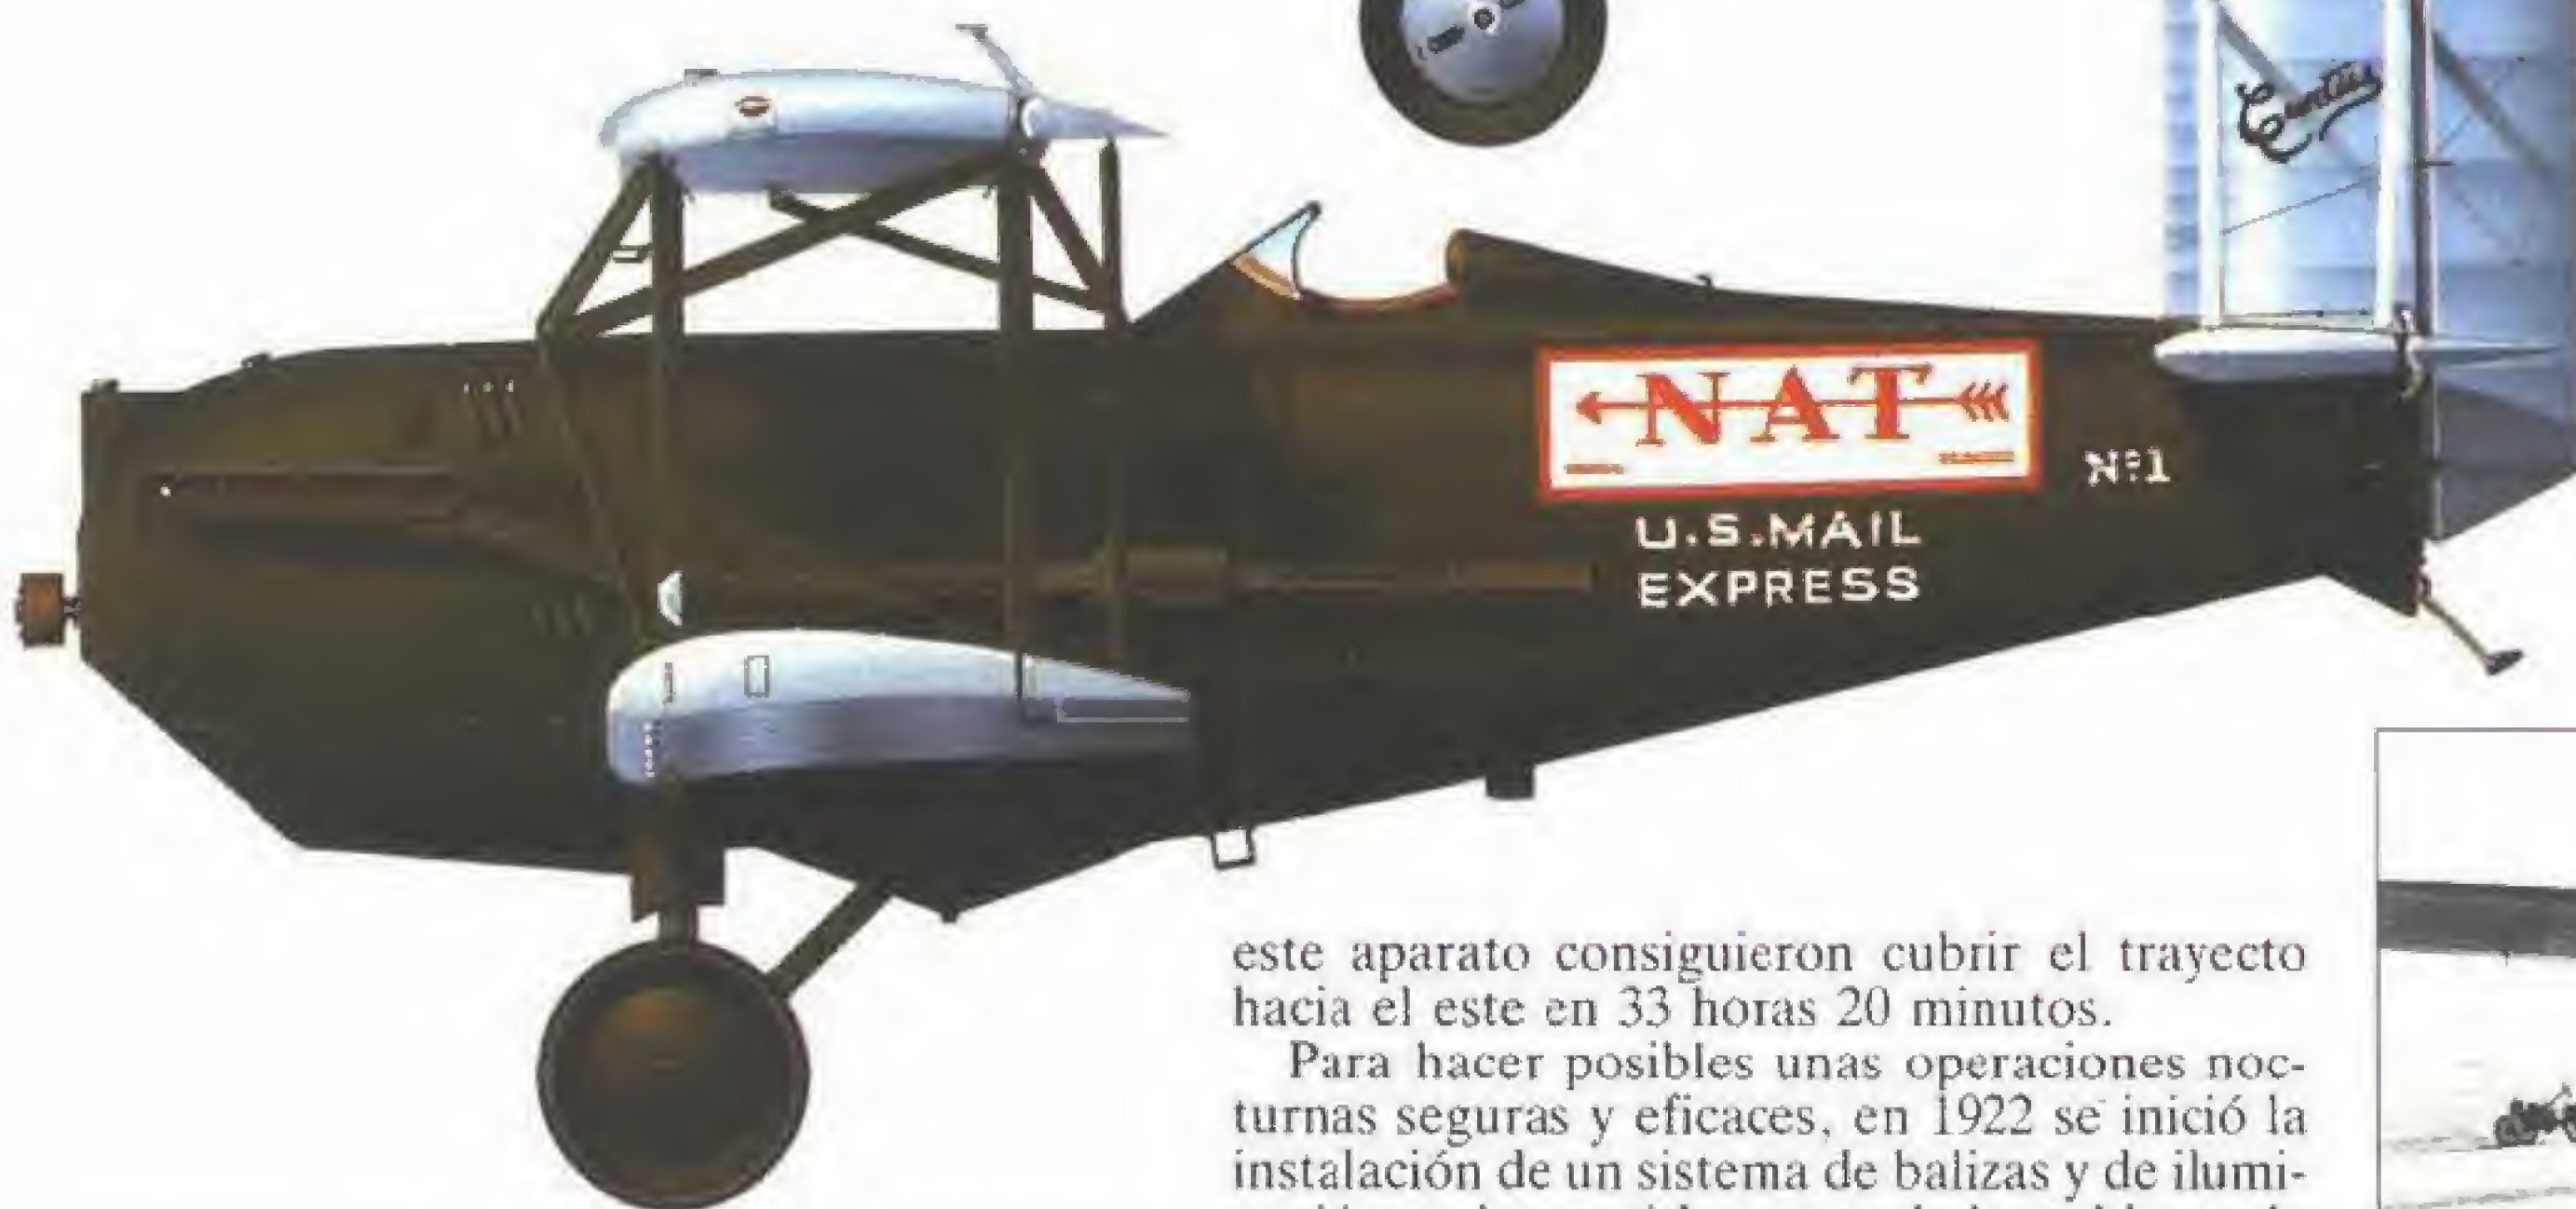 Curtiss
NAT
Nº1
U.S.MAIL
EXPRESS
este aparato consiguieron cubrir el trayecto
hacia el este en 33 horas 20 minutos.
Para hacer posibles unas operaciones noc-
turnas seguras y eficaces, en 1922 se inició la
instalación de un sistema de balizas y de ilumi-